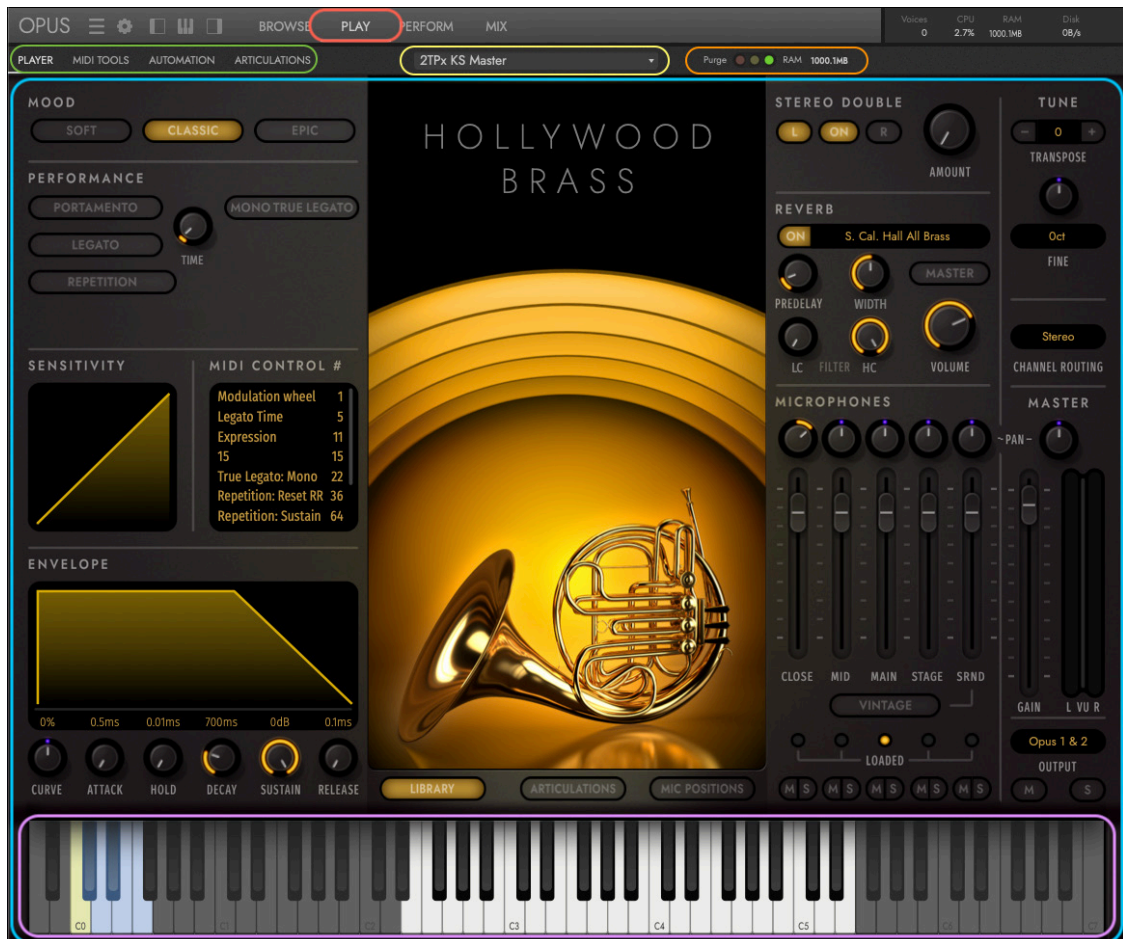 OPUS BROWSE PLAY PERFORM MIX
Voices CPU RAM Disk
0 2.7% 1000.1MB 0B/s
PLAYER MIDI TOOLS AUTOMATION ARTICULATIONS
2TPx KS Master
Purge RAM 1000.1MB
MOOD
SOFT CLASSIC EPIC
PERFORMANCE
PORTAMENTO MONO TRUE LEGATO
LEGATO
TIME
REPETITION
SENSITIVITY
MIDI CONTROL #
Modulation wheel 1
Legato Time 5
Expression 11
15 15
True Legato: Mono 22
Repetition: Reset RR 36
Repetition: Sustain 64
ENVELOPE
0% 0.5ms 0.01ms 700ms 0dB 0.1ms
CURVE ATTACK HOLD DECAY SUSTAIN RELEASE
HOLLYWOOD
BRASS
LIBRARY ARTICULATIONS MIC POSITIONS
STEREO DOUBLE
L ON R
AMOUNT
REVERB
ON S. Cal. Hall All Brass
MASTER
PREDELAY WIDTH
LC FILTER HC VOLUME
MICROPHONES
PAN
CLOSE MID MAIN STAGE SRND
VINTAGE
LOADED
M S M S M S M S M S
TUNE
- 0 +
TRANSPOSE
0ct
FINE
Stereo
CHANNEL ROUTING
MASTER
GAIN L VU R
Opus 1 & 2
OUTPUT
M S
C0 C1 C2 C3 C4 C5 C6 C7